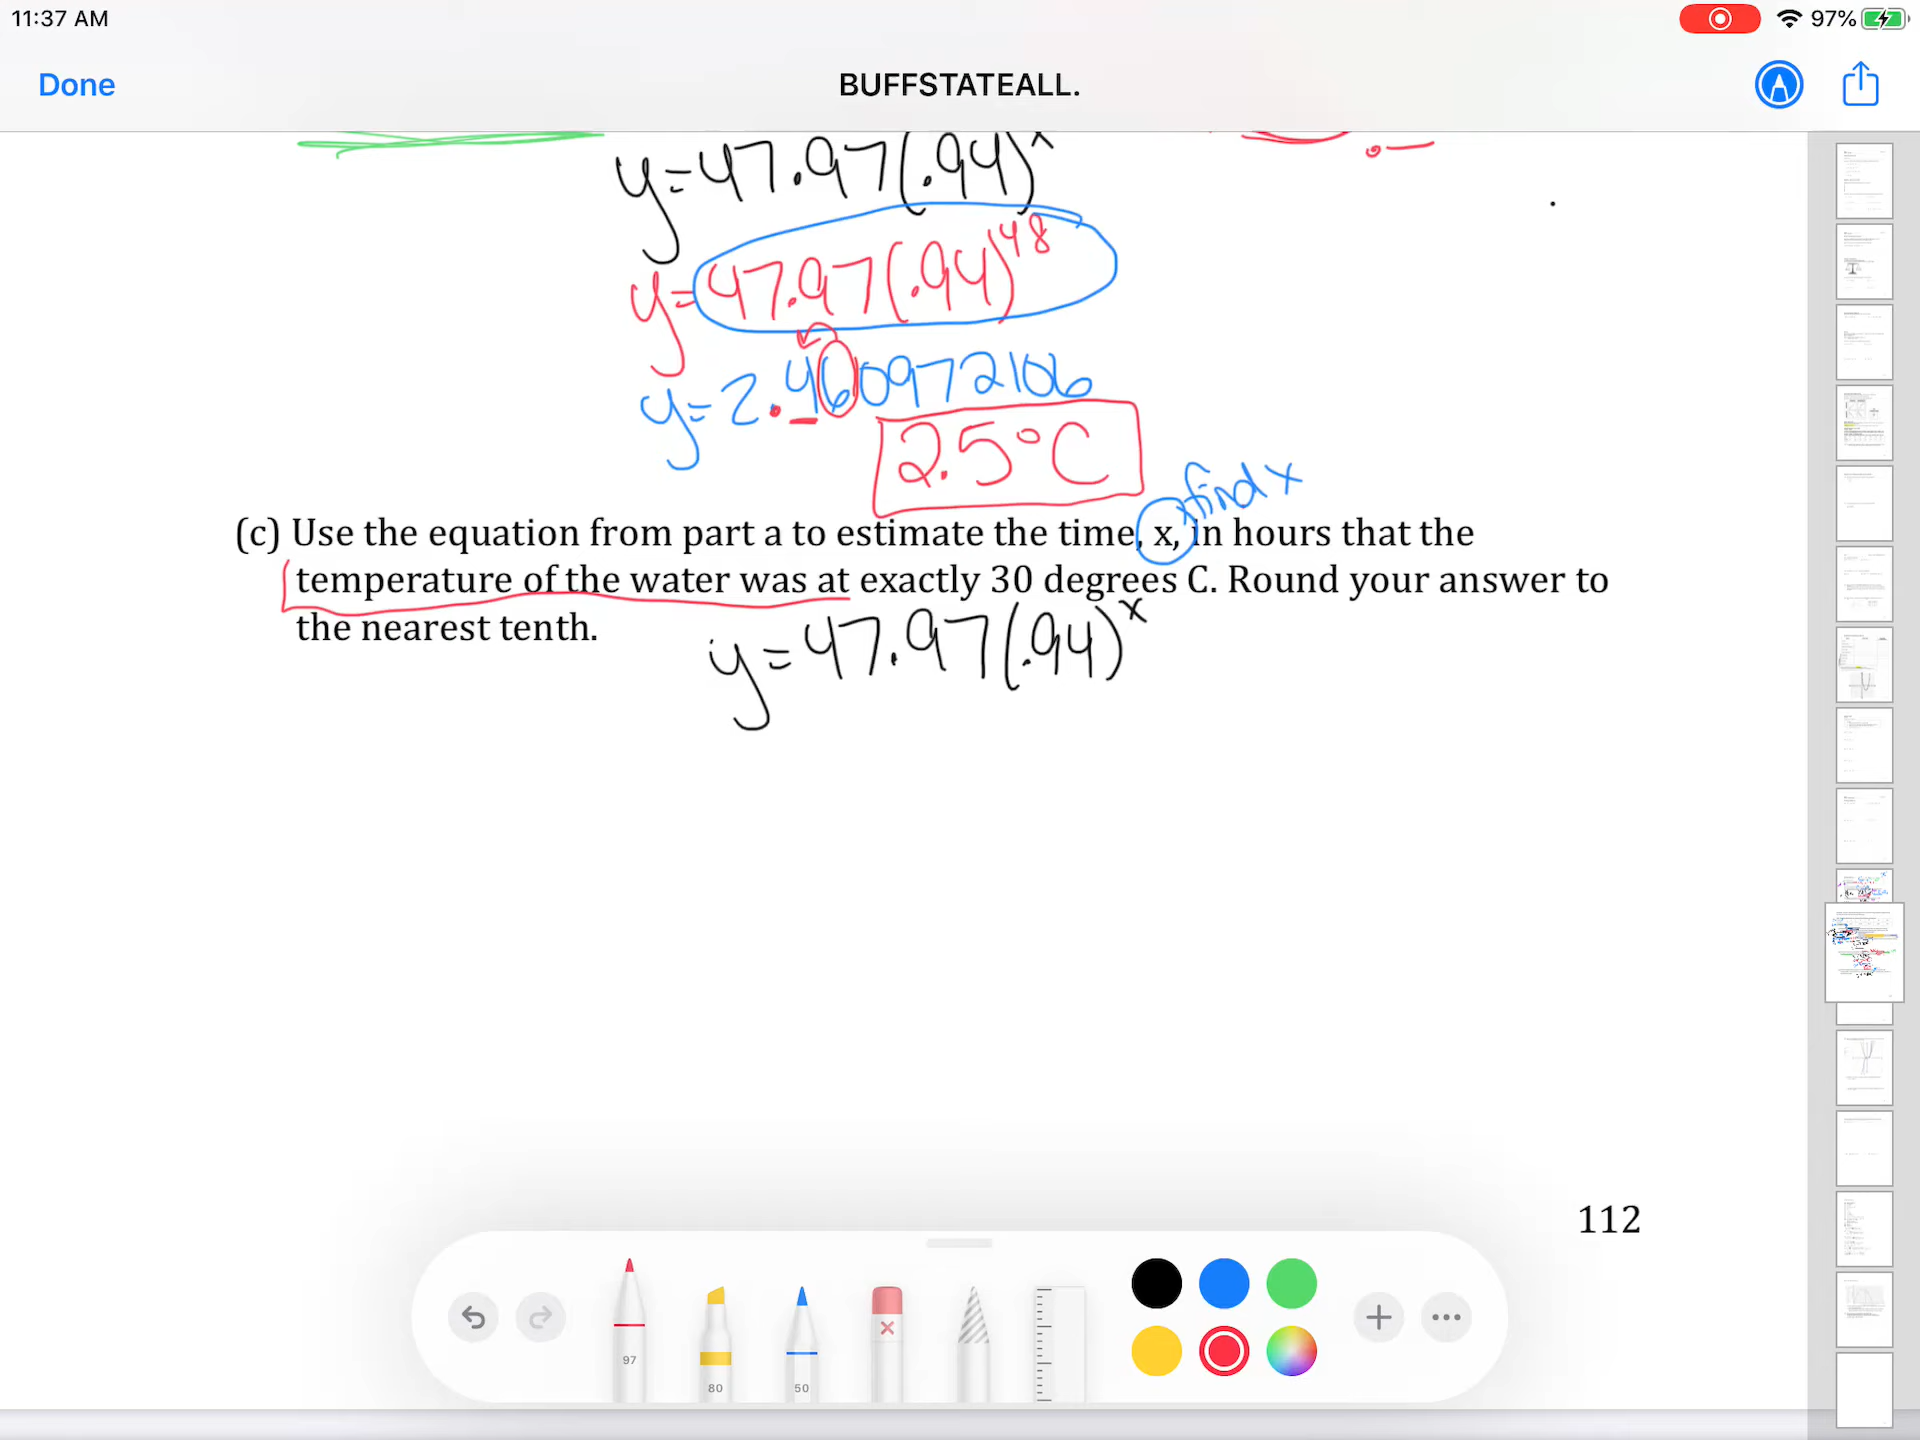 11:37 AM
97%
Done
BUFFSTATEALL.
y=47.97(.94)^x
y=47.97(.94)^48
y=2.4600972106
2.5°C
find x
(c) Use the equation from part a to estimate the time, x, in hours that the
temperature of the water was at exactly 30 degrees C. Round your answer to
the nearest tenth.
y=47.97(.94)^x
112
97
80
50